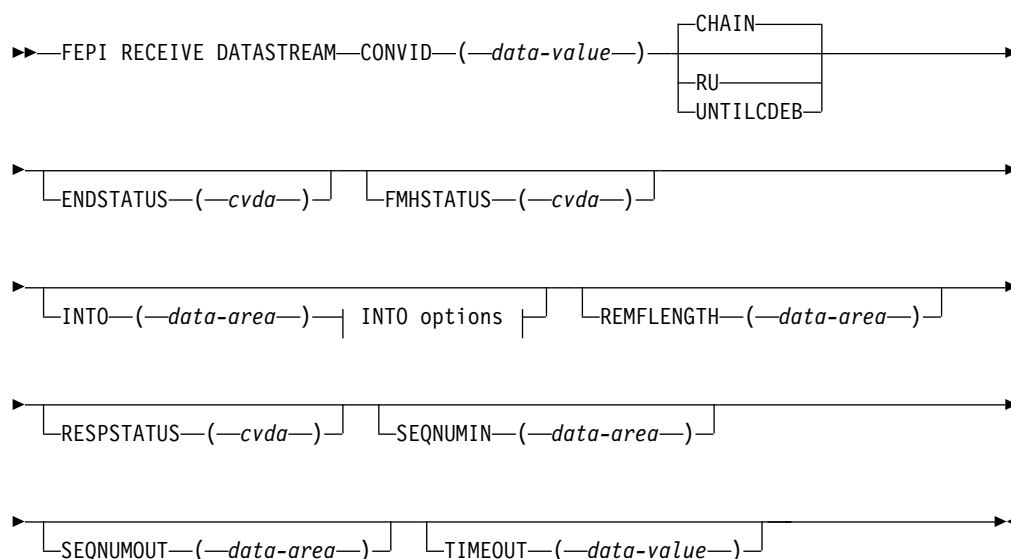 CHAIN
FEPI RECEIVE DATASTREAM CONVID ( data-value )
RU
UNTILCDEB
ENDSTATUS ( cvda ) FMHSTATUS ( cvda )
INTO ( data-area ) INTO options REMFLENGTH ( data-area )
RESPSTATUS ( cvda ) SEQNUMIN ( data-area )
SEQNUMOUT ( data-area ) TIMEOUT ( data-value )